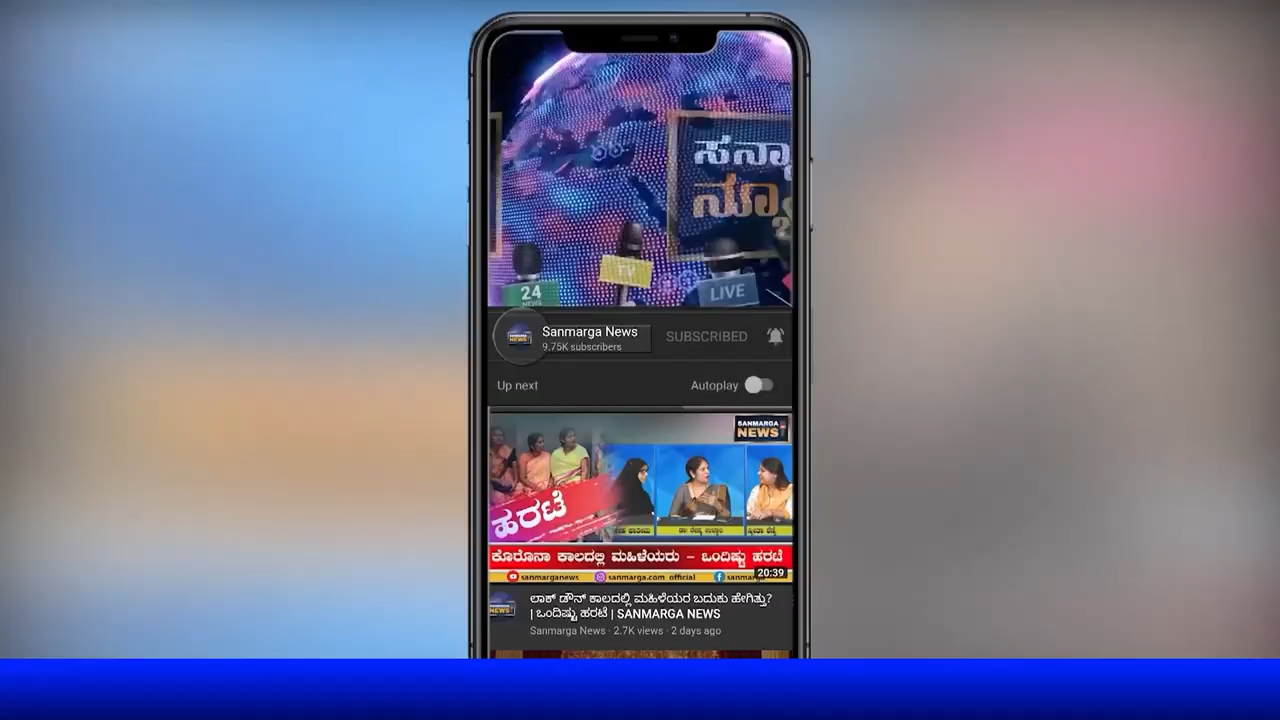 ನ್ಯೂ
TV
24
NEWS
LIVE
Sanmarga News
9.75K subscribers
SUBSCRIBED
Up next
Autoplay
SANMARGA
NEWS
ಹರಟೆ
ಕೊರೊನಾ ಕಾಲದಲ್ಲಿ ಮಹಿಳೆಯರು – ಒಂದಿಷ್ಟು ಹರಟೆ
sanmarganews sanmarga.com_official
20:39
ಲಾಕ್ ಡೌನ್ ಕಾಲದಲ್ಲಿ ಮಹಿಳೆಯರ ಬದುಕು ಹೇಗಿತ್ತು?
| ಒಂದಿಷ್ಟು ಹರಟೆ | SANMARGA NEWS
Sanmarga News · 2.7K views · 2 days ago